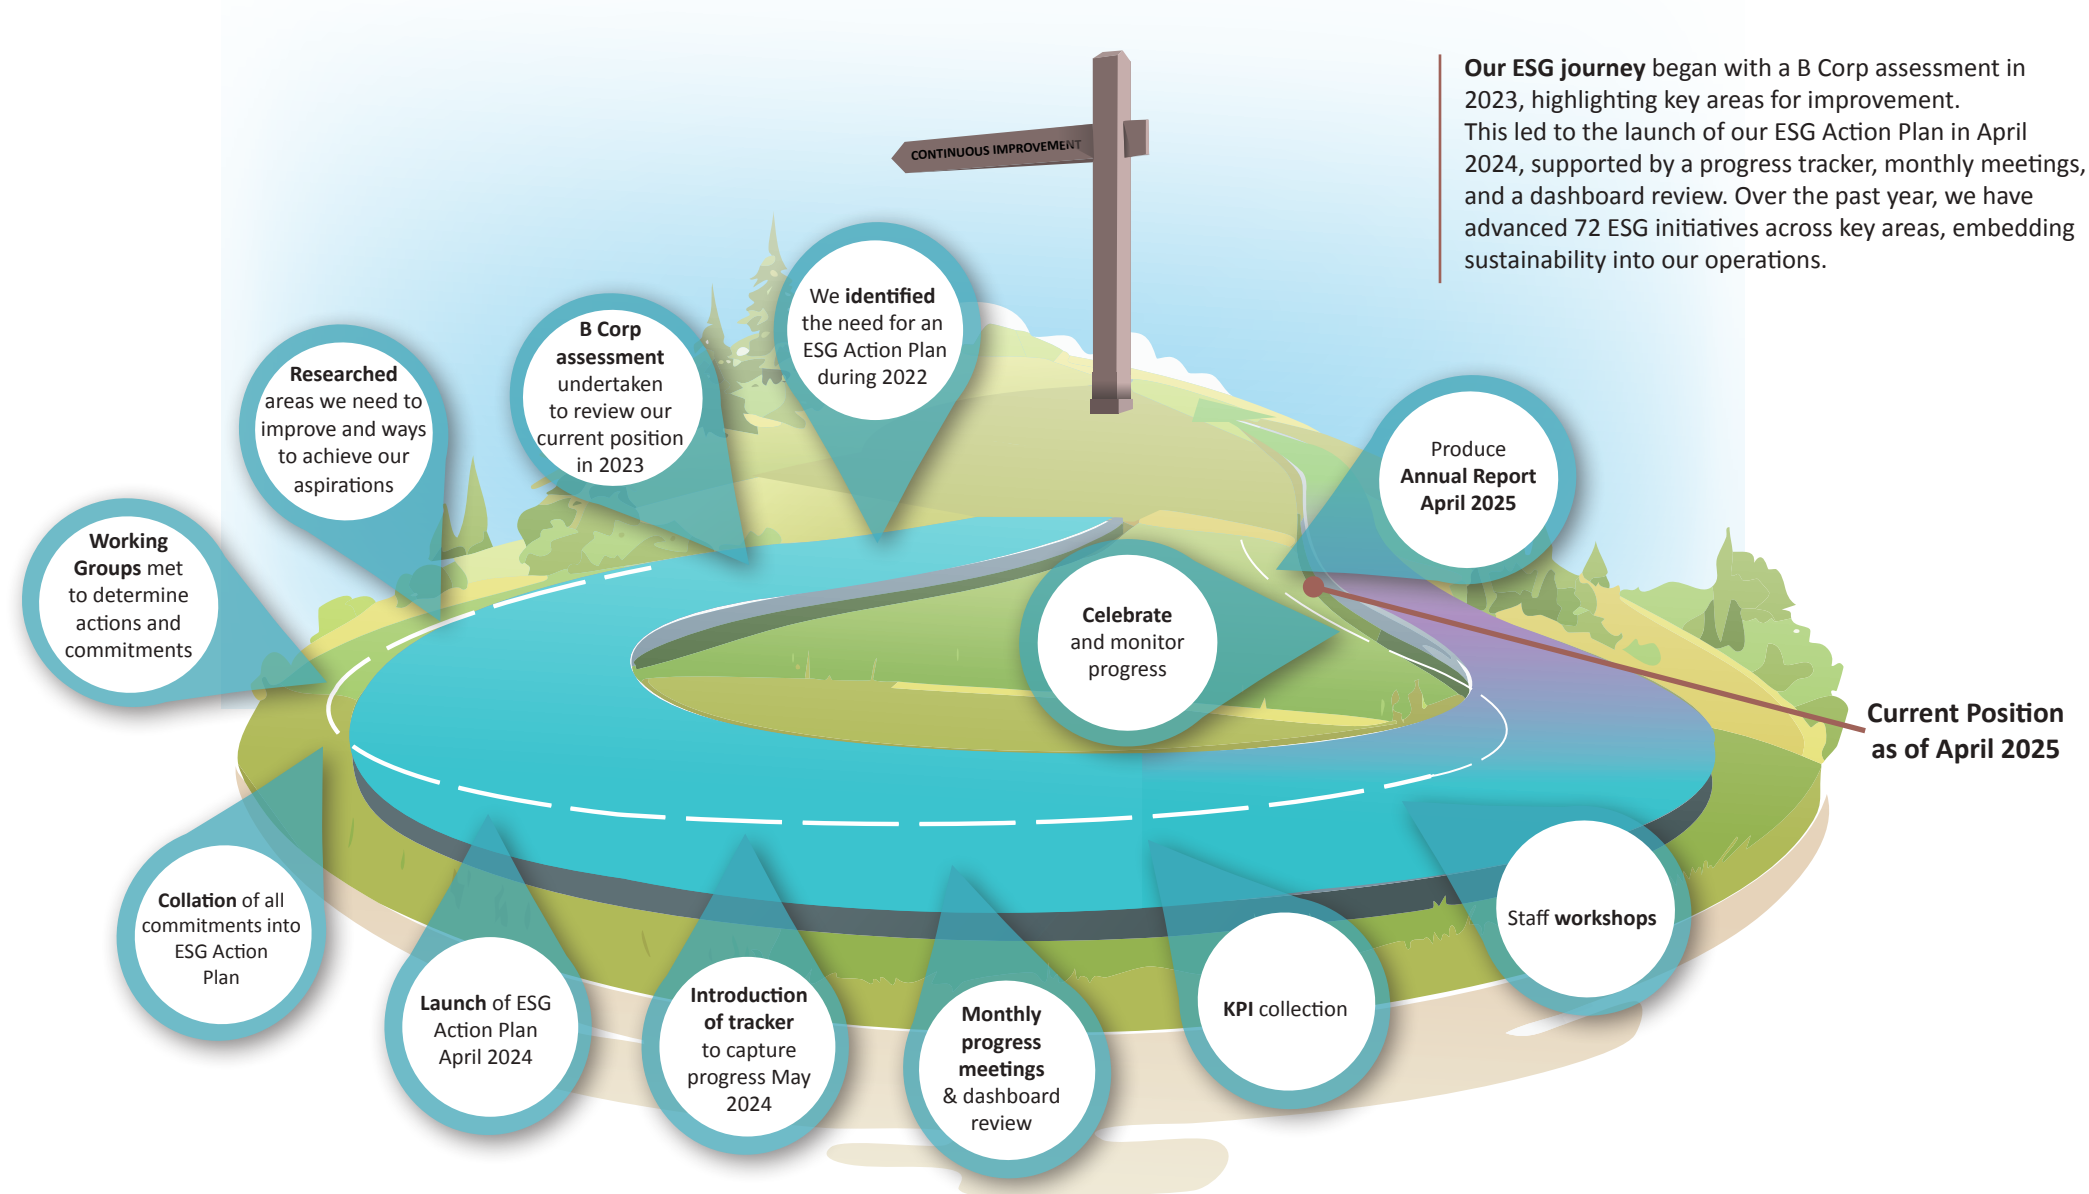 Our ESG journey began with a B Corp assessment in
2023, highlighting key areas for improvement.
This led to the launch of our ESG Action Plan in April
2024, supported by a progress tracker, monthly meetings,
and a dashboard review. Over the past year, we have
advanced 72 ESG initiatives across key areas, embedding
sustainability into our operations.
CONTINUOUS IMPROVEMENT
We identified
the need for an
ESG Action Plan
during 2022
B Corp
assessment
undertaken
to review our
current position
in 2023
Researched
areas we need to
improve and ways
to achieve our
aspirations
Working
Groups met
to determine
actions and
commitments
Collation of all
commitments into
ESG Action
Plan
Launch of ESG
Action Plan
April 2024
Introduction
of tracker
to capture
progress May
2024
Monthly
progress
meetings
& dashboard
review
KPI collection
Staff workshops
Celebrate
and monitor
progress
Produce
Annual Report
April 2025
Current Position
as of April 2025